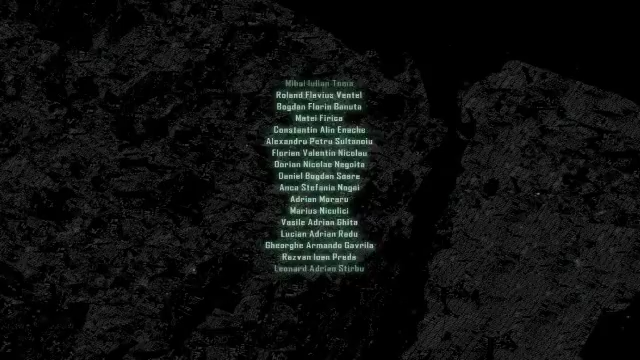 Mihai Iulian Toma
Roland Flavius Ventel
Bogdan Florin Banuta
Matei Firica
Constantin Alin Enache
Alexandru Petru Sultanoiu
Florian Valentin Nicolau
Dorian Nicolae Negoita
Daniel Bogdan Soare
Anca Stefania Nagai
Adrian Moraru
Marius Niculici
Vasile Adrian Ghita
Lucian Adrian Radu
Gheorghe Armando Gavrila
Razvan Ioan Preda
Leonard Adrian Stirbu